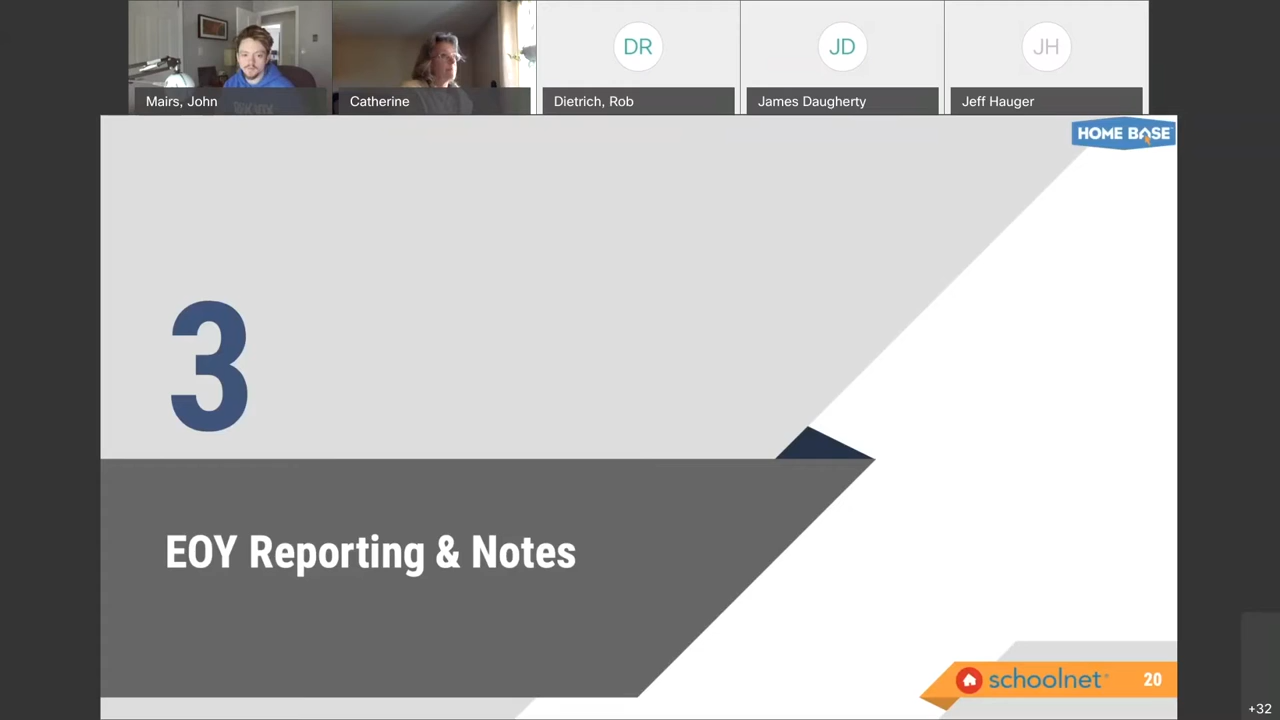 Mairs, John
Catherine
DR
Dietrich, Rob
JD
James Daugherty
JH
Jeff Hauger
HOME BASE
3
EOY Reporting & Notes
schoolnet
20
+32